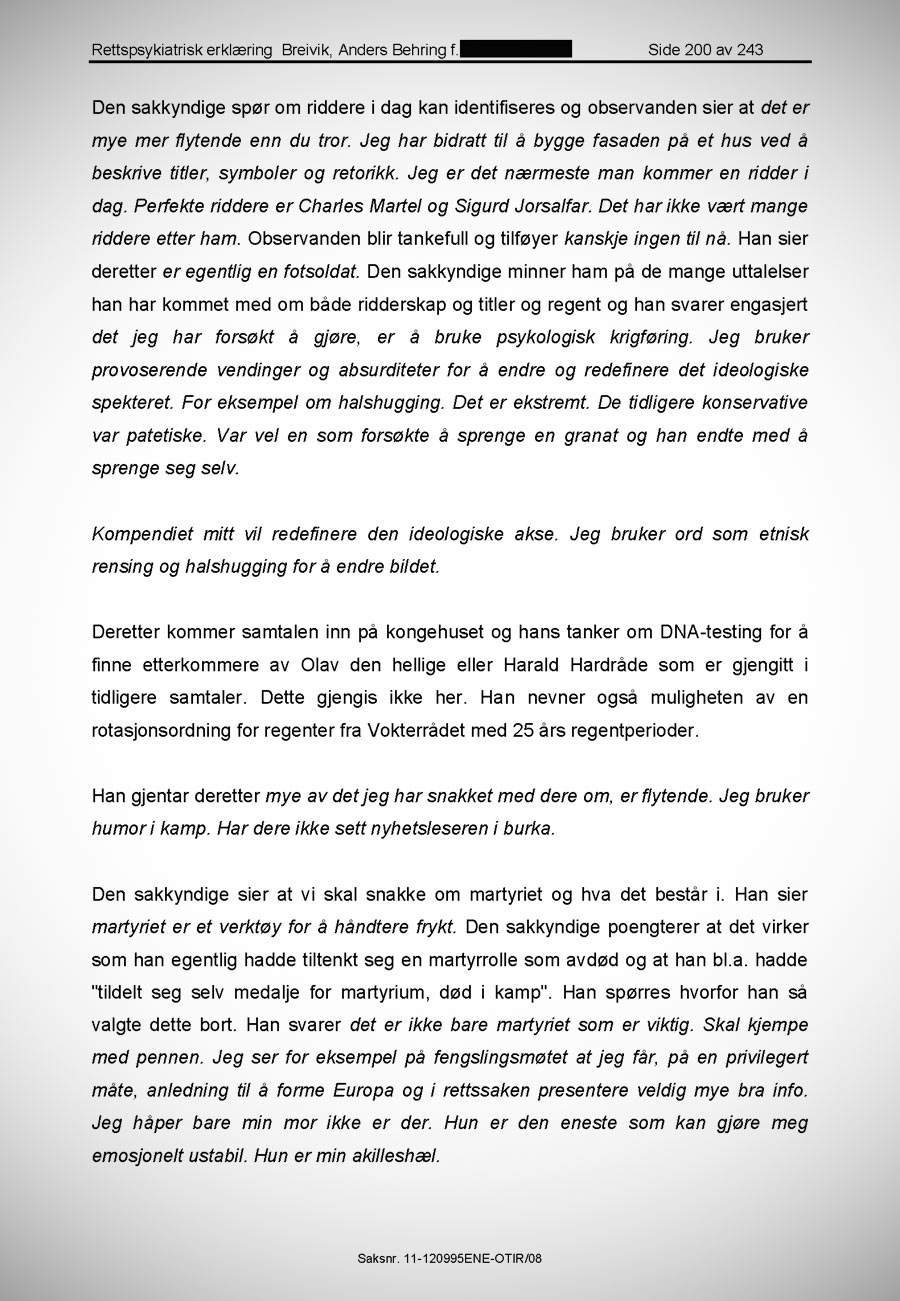 Rettspsykiatrisk erklæring  Breivik, Anders Behring f. Side 200 av 243
Den sakkyndige spør om riddere i dag kan identifiseres og observanden sier at det er
mye mer flytende enn du tror. Jeg har bidratt til å bygge fasaden på et hus ved å
beskrive titler, symboler og retorikk. Jeg er det nærmeste man kommer en ridder i
dag. Perfekte riddere er Charles Martel og Sigurd Jorsalfar. Det har ikke vært mange
riddere etter ham. Observanden blir tankefull og tilføyer kanskje ingen til nå. Han sier
deretter er egentlig en fotsoldat. Den sakkyndige minner ham på de mange uttalelser
han har kommet med om både ridderskap og titler og regent og han svarer engasjert
det jeg har forsøkt å gjøre, er å bruke psykologisk krigføring. Jeg bruker
provoserende vendinger og absurditeter for å endre og redefinere det ideologiske
spekteret. For eksempel om halshugging. Det er ekstremt. De tidligere konservative
var patetiske. Var vel en som forsøkte å sprenge en granat og han endte med å
sprenge seg selv.
Kompendiet mitt vil redefinere den ideologiske akse. Jeg bruker ord som etnisk
rensing og halshugging for å endre bildet.
Deretter kommer samtalen inn på kongehuset og hans tanker om DNA-testing for å
finne etterkommere av Olav den hellige eller Harald Hardråde som er gjengitt i
tidligere samtaler. Dette gjengis ikke her. Han nevner også muligheten av en
rotasjonsordning for regenter fra Vokterrådet med 25 års regentperioder.
Han gjentar deretter mye av det jeg har snakket med dere om, er flytende. Jeg bruker
humor i kamp. Har dere ikke sett nyhetsleseren i burka.
Den sakkyndige sier at vi skal snakke om martyriet og hva det består i. Han sier
martyriet er et verktøy for å håndtere frykt. Den sakkyndige poengterer at det virker
som han egentlig hadde tiltenkt seg en martyrrolle som avdød og at han bl.a. hadde
"tildelt seg selv medalje for martyrium, død i kamp". Han spørres hvorfor han så
valgte dette bort. Han svarer det er ikke bare martyriet som er viktig. Skal kjempe
med pennen. Jeg ser for eksempel på fengslingsmøtet at jeg får, på en privilegert
måte, anledning til å forme Europa og i rettssaken presentere veldig mye bra info.
Jeg håper bare min mor ikke er der. Hun er den eneste som kan gjøre meg
emosjonelt ustabil. Hun er min akilleshæl.
Saksnr. 11-120995ENE-OTIR/08